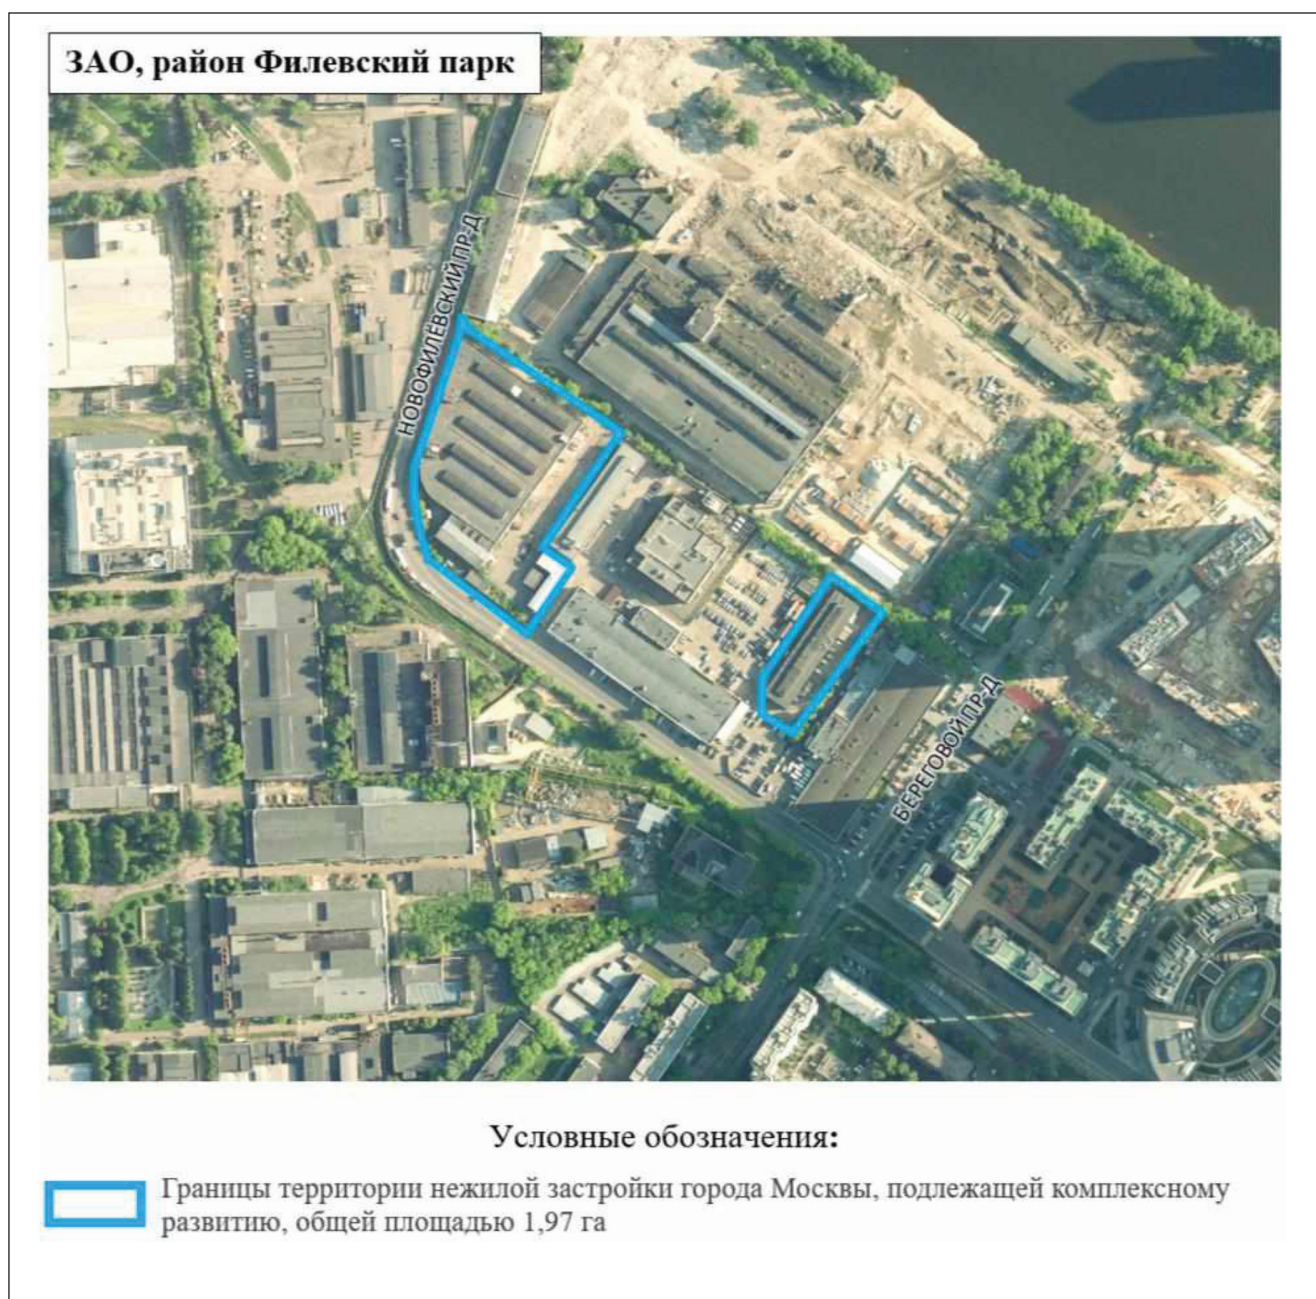 ЗАО, район Филевский парк
НОВОФИЛЁВСКИЙ ПР-Д
БЕРЕГОВОЙ ПР-Д
Условные обозначения:
Границы территории нежилой застройки города Москвы, подлежащей комплексному
развитию, общей площадью 1,97 га